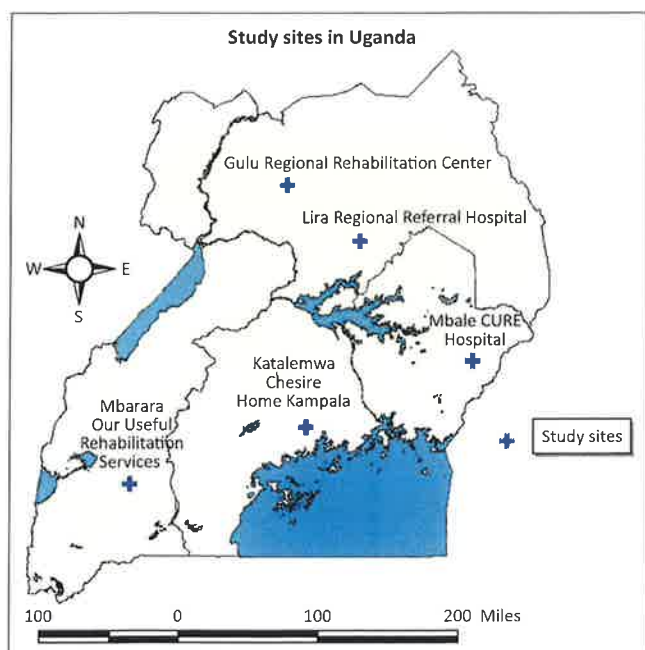 Study sites in Uganda
Gulu Regional Rehabilitation Center
Lira Regional Referral Hospital
N
W
E
S
Mbale CURE
Hospital
Katalemwa
Chesire
Home Kampala
Mbarara
Our Useful
Rehabilitation
Services
Study sites
100
0
100
200 Miles